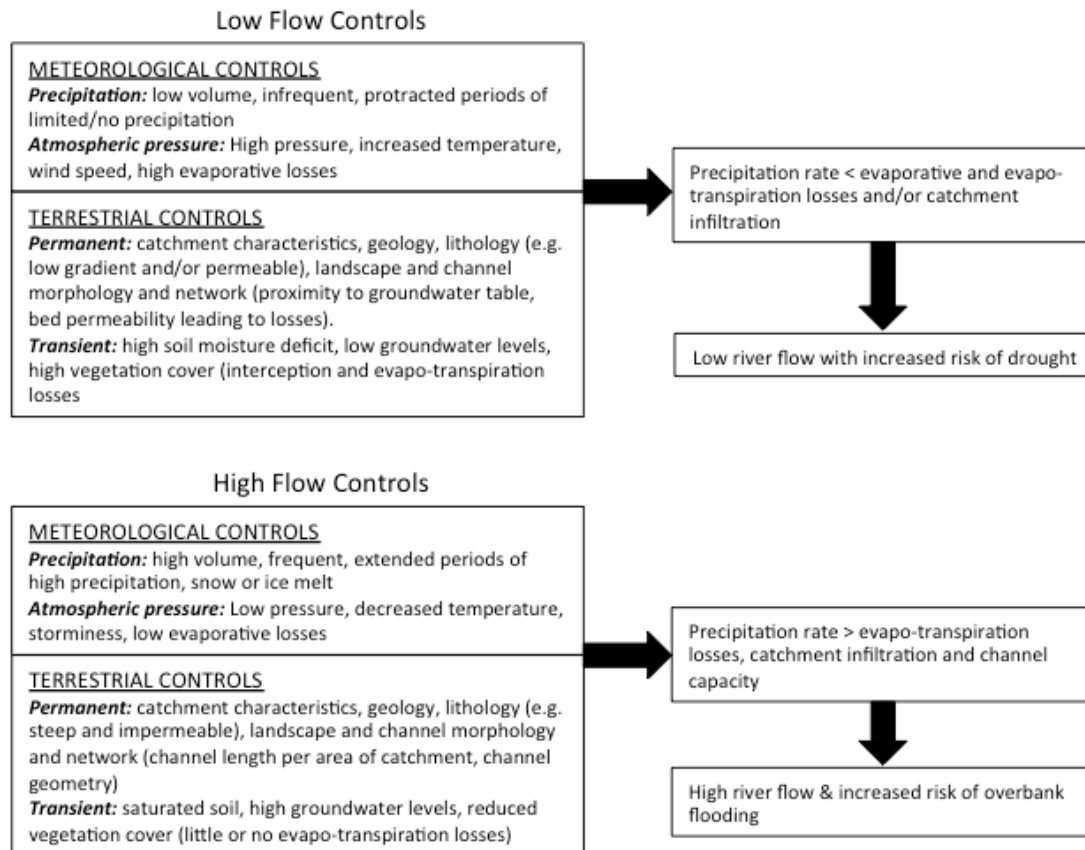 Low Flow Controls
METEOROLOGICAL CONTROLS
Precipitation: low volume, infrequent, protracted periods of
limited/no precipitation
Atmospheric pressure: High pressure, increased temperature,
wind speed, high evaporative losses
TERRESTRIAL CONTROLS
Permanent: catchment characteristics, geology, lithology (e.g.
low gradient and/or permeable), landscape and channel
morphology and network (proximity to groundwater table,
bed permeability leading to losses).
Transient: high soil moisture deficit, low groundwater levels,
high vegetation cover (interception and evapo-transpiration
losses
Precipitation rate < evaporative and evapo-
transpiration losses and/or catchment
infiltration
Low river flow with increased risk of drought
High Flow Controls
METEOROLOGICAL CONTROLS
Precipitation: high volume, frequent, extended periods of
high precipitation, snow or ice melt
Atmospheric pressure: Low pressure, decreased temperature,
storminess, low evaporative losses
TERRESTRIAL CONTROLS
Permanent: catchment characteristics, geology, lithology (e.g.
steep and impermeable), landscape and channel morphology
and network (channel length per area of catchment, channel
geometry)
Transient: saturated soil, high groundwater levels, reduced
vegetation cover (little or no evapo-transpiration losses)
Precipitation rate > evapo-transpiration
losses, catchment infiltration and channel
capacity
High river flow & increased risk of overbank
flooding